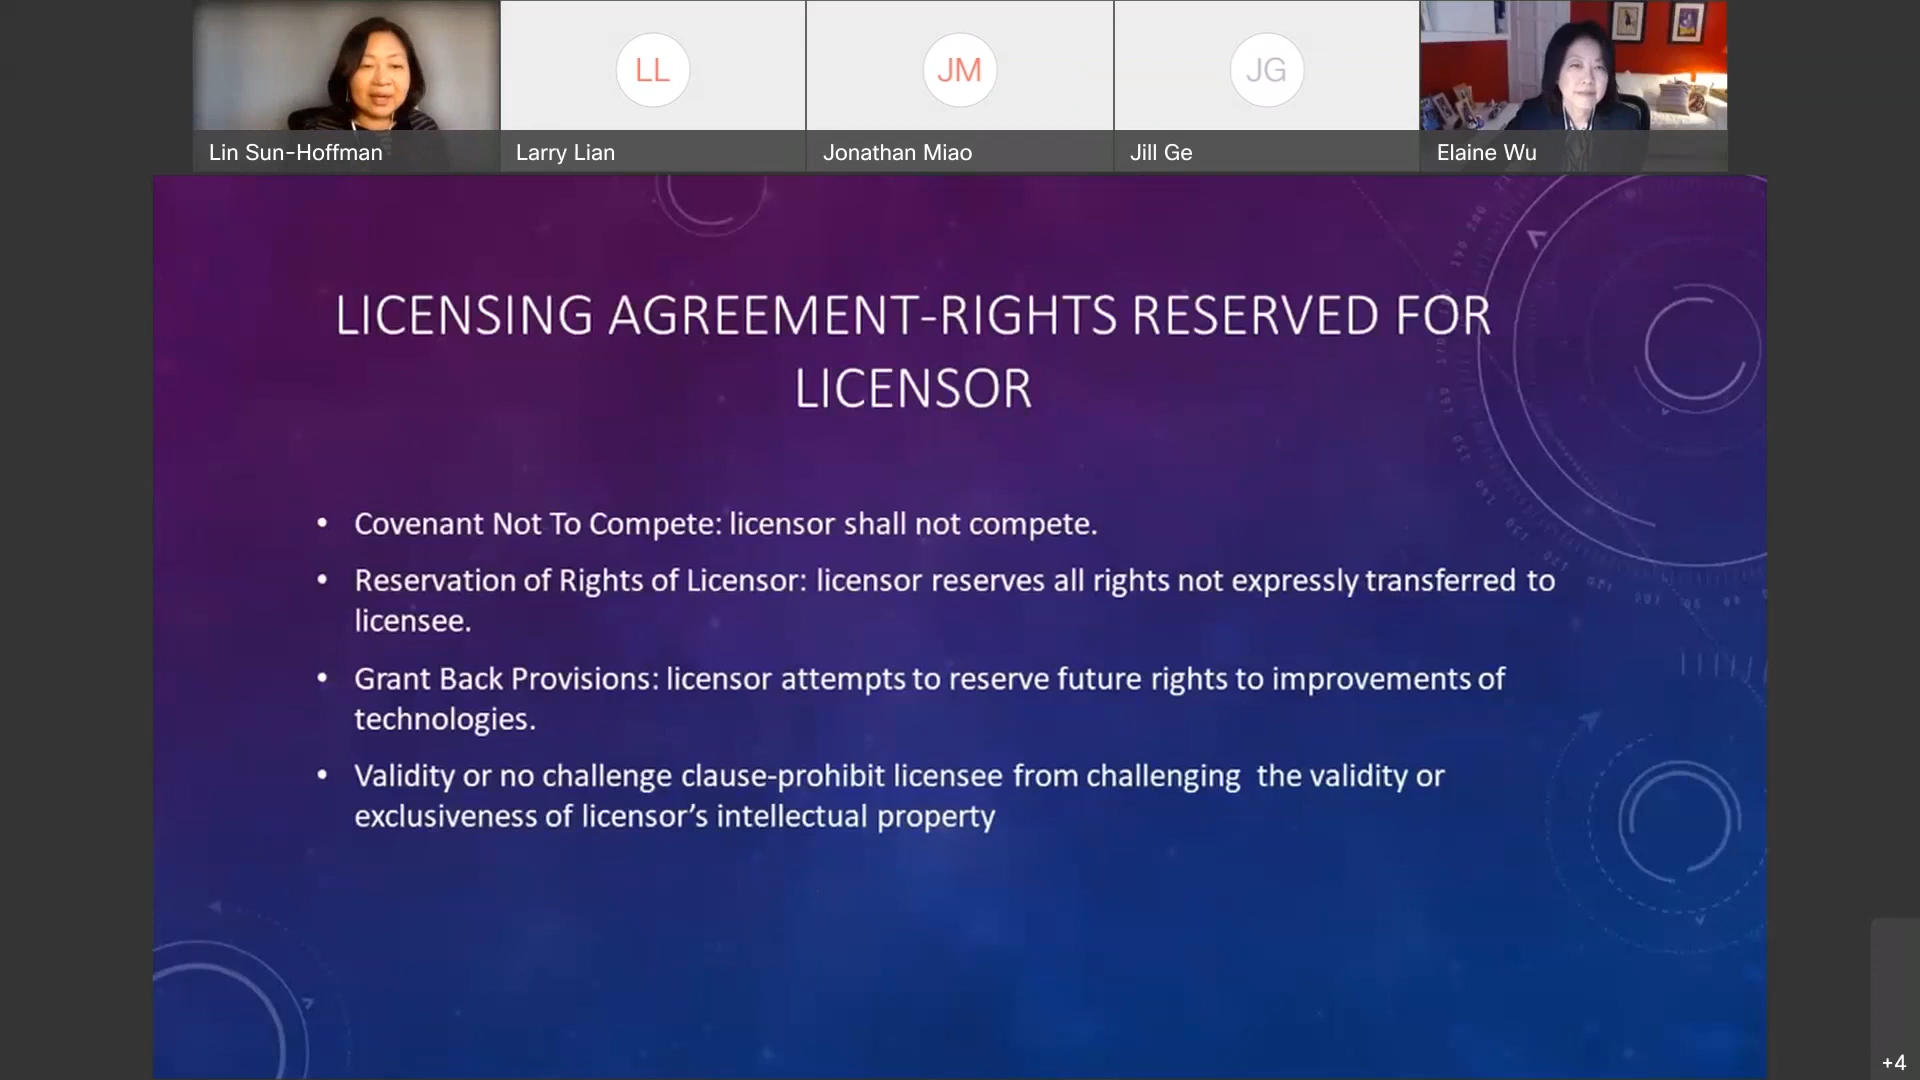 LL
JM
JG
Lin Sun-Hoffman
Larry Lian
Jonathan Miao
Jill Ge
Elaine Wu
LICENSING AGREEMENT-RIGHTS RESERVED FOR
LICENSOR
• Covenant Not To Compete: licensor shall not compete.
• Reservation of Rights of Licensor: licensor reserves all rights not expressly transferred to
licensee.
• Grant Back Provisions: licensor attempts to reserve future rights to improvements of
technologies.
• Validity or no challenge clause-prohibit licensee from challenging  the validity or
exclusiveness of licensor’s intellectual property
+4